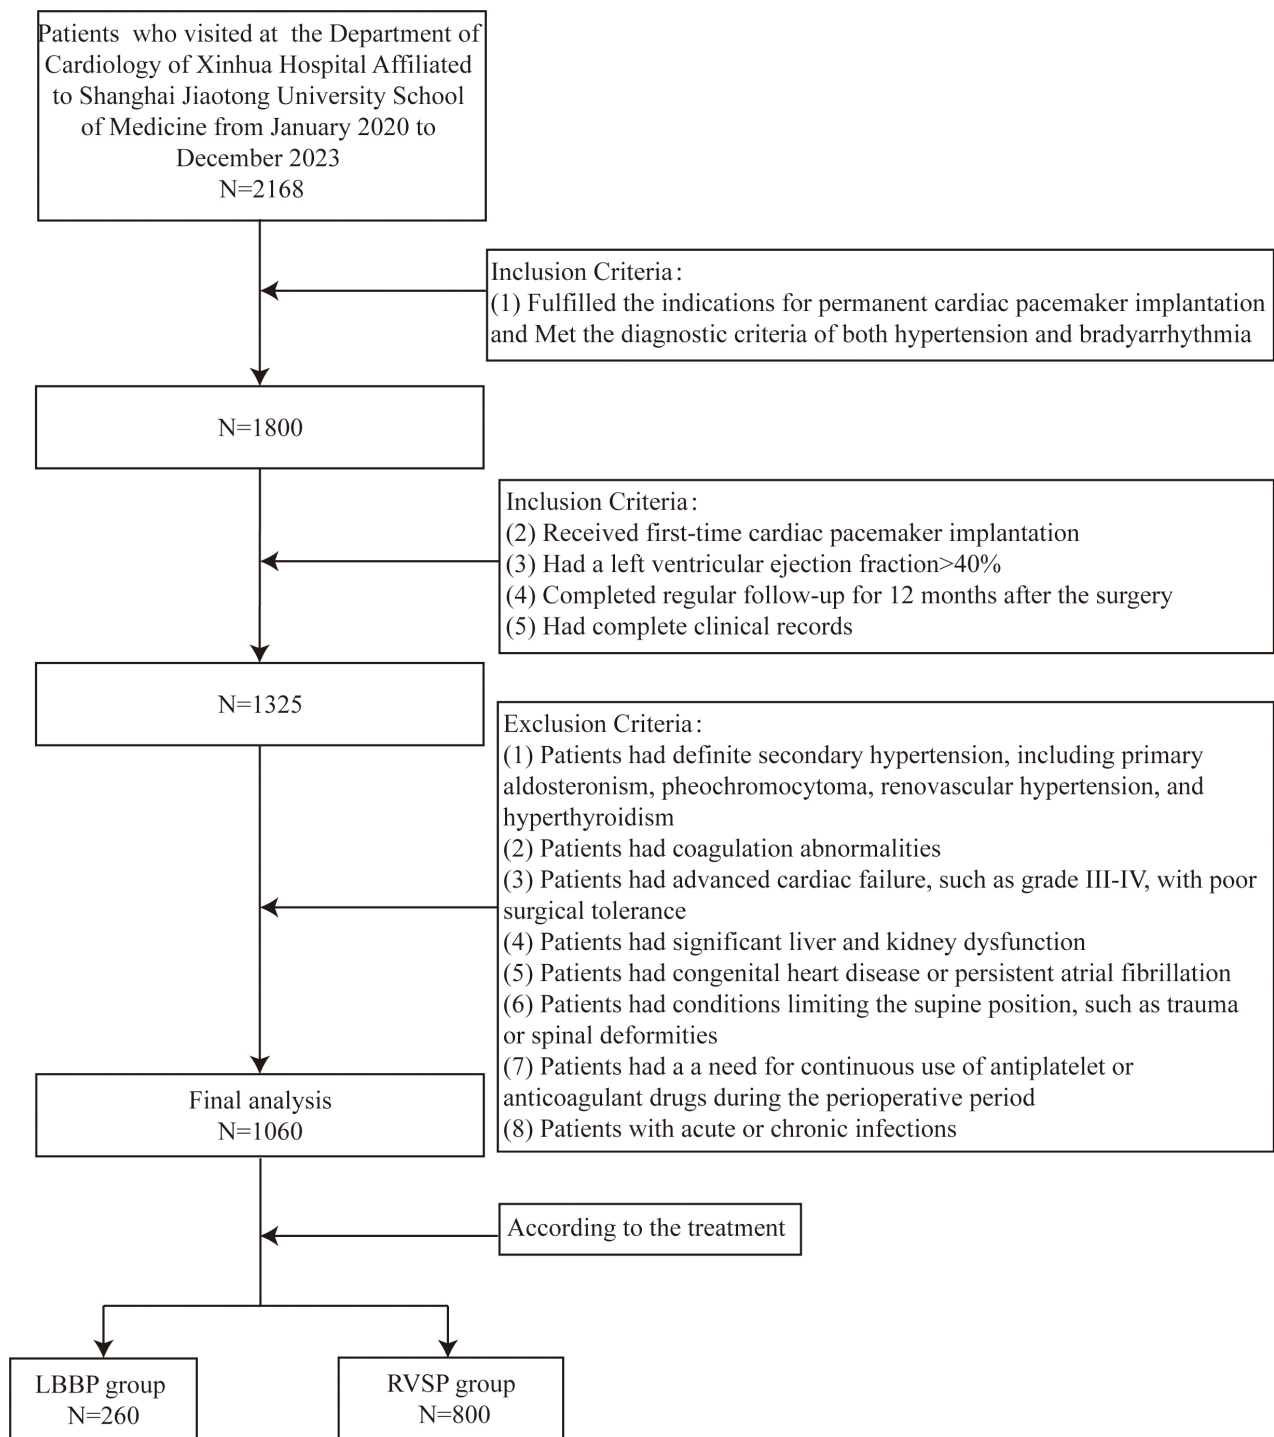 Patients who visited at the Department of
Cardiology of Xinhua Hospital Affiliated
to Shanghai Jiaotong University School
of Medicine from January 2020 to
December 2023
N=2168
Inclusion Criteria:
(1) Fulfilled the indications for permanent cardiac pacemaker implantation
and Met the diagnostic criteria of both hypertension and bradyarrhythmia
N=1800
Inclusion Criteria:
(2) Received first-time cardiac pacemaker implantation
(3) Had a left ventricular ejection fraction>40%
(4) Completed regular follow-up for 12 months after the surgery
(5) Had complete clinical records
N=1325
Exclusion Criteria:
(1) Patients had definite secondary hypertension, including primary
aldosteronism, pheochromocytoma, renovascular hypertension, and
hyperthyroidism
(2) Patients had coagulation abnormalities
(3) Patients had advanced cardiac failure, such as grade III-IV, with poor
surgical tolerance
(4) Patients had significant liver and kidney dysfunction
(5) Patients had congenital heart disease or persistent atrial fibrillation
(6) Patients had conditions limiting the supine position, such as trauma
or spinal deformities
(7) Patients had a a need for continuous use of antiplatelet or
anticoagulant drugs during the perioperative period
(8) Patients with acute or chronic infections
Final analysis
N=1060
According to the treatment
LBBP group
N=260
RVSP group
N=800